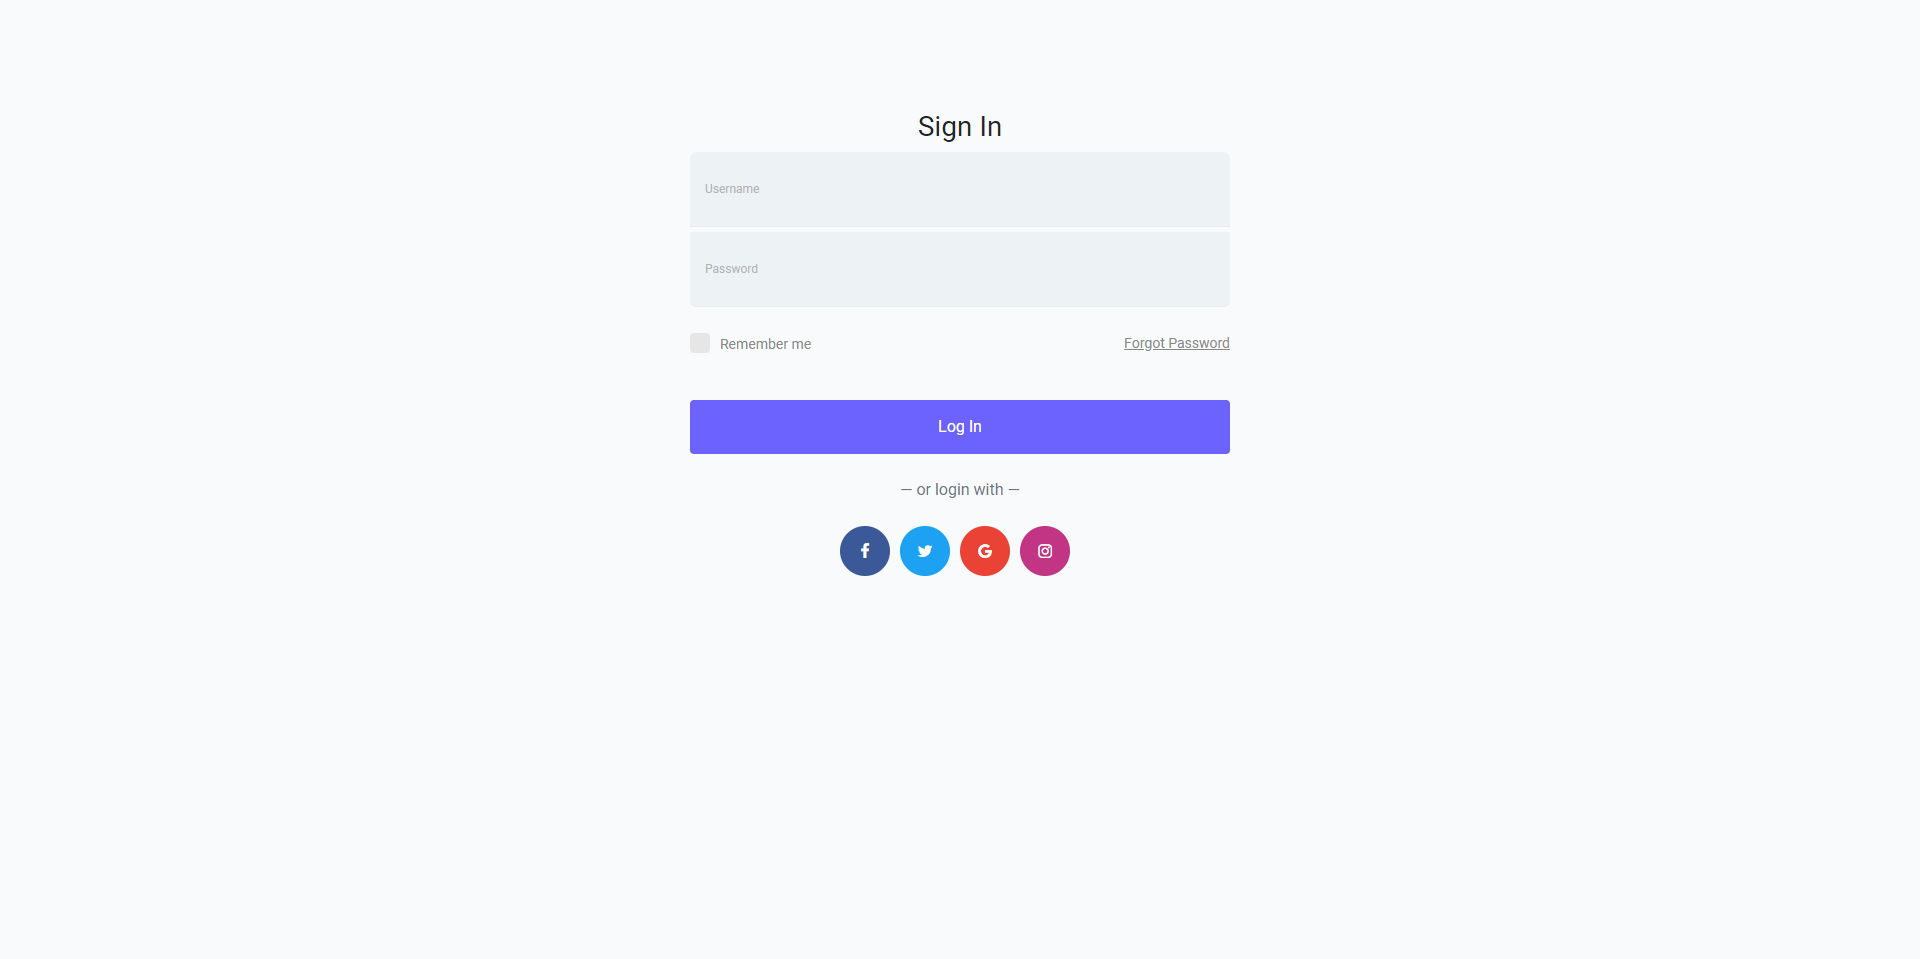 Sign In
Username
Password
Remember me
Forgot Password
Log In
— or login with —